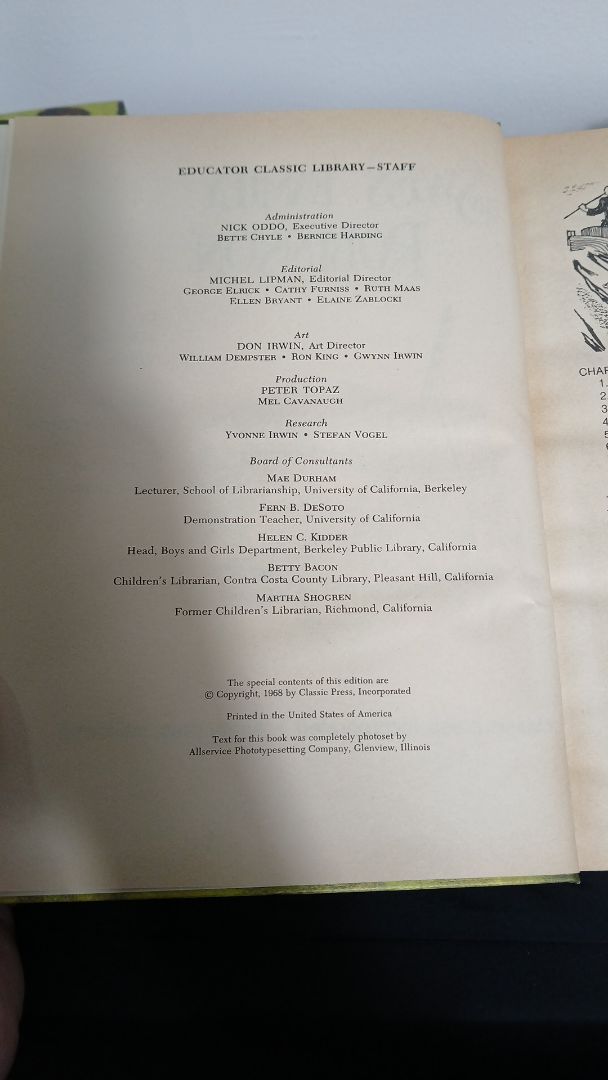 EDUCATOR CLASSIC LIBRARY—STAFF
Administration
NICK ODDO, Executive Director
BETTE CHYLE • BERNICE HARDING
Editorial
MICHEL LIPMAN, Editorial Director
GEORGE ELRICK • CATHY FURNISS • RUTH MAAS
ELLEN BRYANT • ELAINE ZABLOCKI
Art
DON IRWIN, Art Director
WILLIAM DEMPSTER • RON KING • GWYNN IRWIN
Production
PETER TOPAZ
MEL CAVANAUGH
Research
YVONNE IRWIN • STEFAN VOGEL
Board of Consultants
MAE DURHAM
Lecturer, School of Librarianship, University of California, Berkeley
FERN B. DESOTO
Demonstration Teacher, University of California
HELEN C. KIDDER
Head, Boys and Girls Department, Berkeley Public Library, California
BETTY BACON
Children's Librarian, Contra Costa County Library, Pleasant Hill, California
MARTHA SHOGREN
Former Children's Librarian, Richmond, California
The special contents of this edition are
© Copyright, 1968 by Classic Press, Incorporated
Printed in the United States of America
Text for this book was completely photoset by
Allservice Phototypesetting Company, Glenview, Illinois
CHAP
1.
2
3
4
5